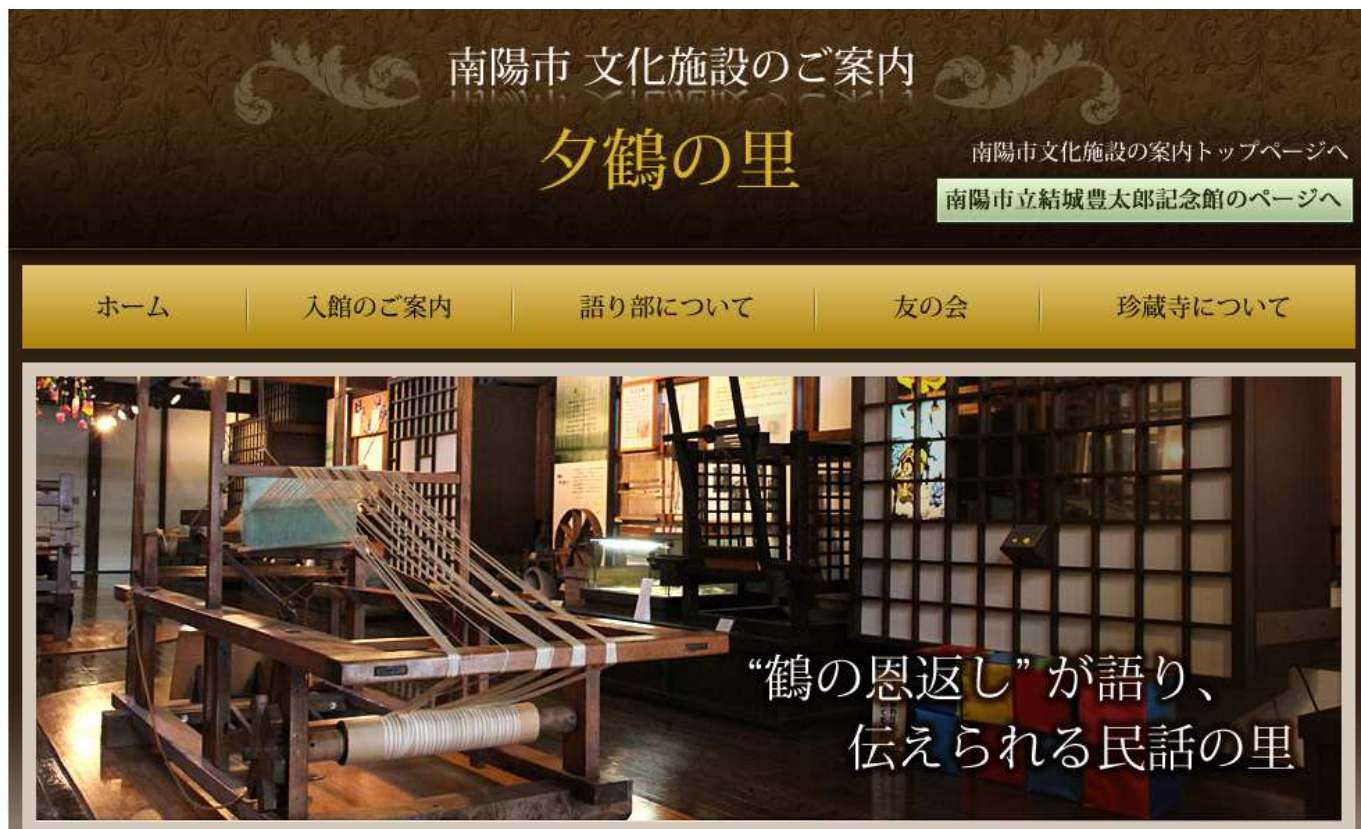 南陽市 文化施設のご案内
夕鶴の里
南陽市文化施設の案内トップページへ
南陽市立結城豊太郎記念館のページへ
ホーム
入館のご案内
語り部について
友の会
珍蔵寺について
“鶴の恩返し”が語り、
伝えられる民話の里